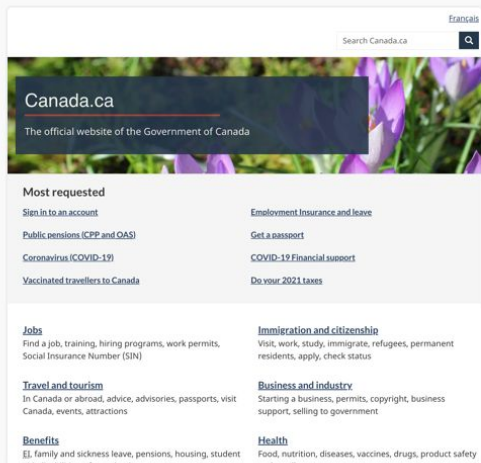 Français
Search Canada.ca
Canada.ca
The official website of the Government of Canada
Most requested
Sign in to an account
Employment Insurance and leave
Public pensions (CPP and OAS)
Get a passport
Coronavirus (COVID-19)
COVID-19 Financial support
Vaccinated travellers to Canada
Do your 2021 taxes
Jobs
Find a job, training, hiring programs, work permits,
Social Insurance Number (SIN)
Immigration and citizenship
Visit, work, study, immigrate, refugees, permanent
residents, apply, check status
Travel and tourism
In Canada or abroad, advice, advisories, passports, visit
Canada, events, attractions
Business and industry
Starting a business, permits, copyright, business
support, selling to government
Benefits
EI, family and sickness leave, pensions, housing, student
Health
Food, nutrition, diseases, vaccines, drugs, product safety